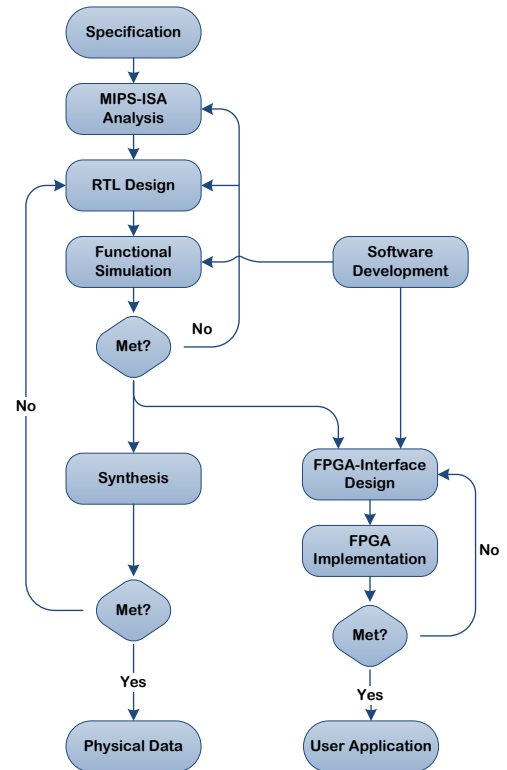 Specification
MIPS-ISA
Analysis
RTL Design
Functional
Simulation
Software
Development
No
Met?
No
Synthesis
FPGA-Interface
Design
FPGA
Implementation
No
Met?
Met?
Yes
Yes
Physical Data
User Application